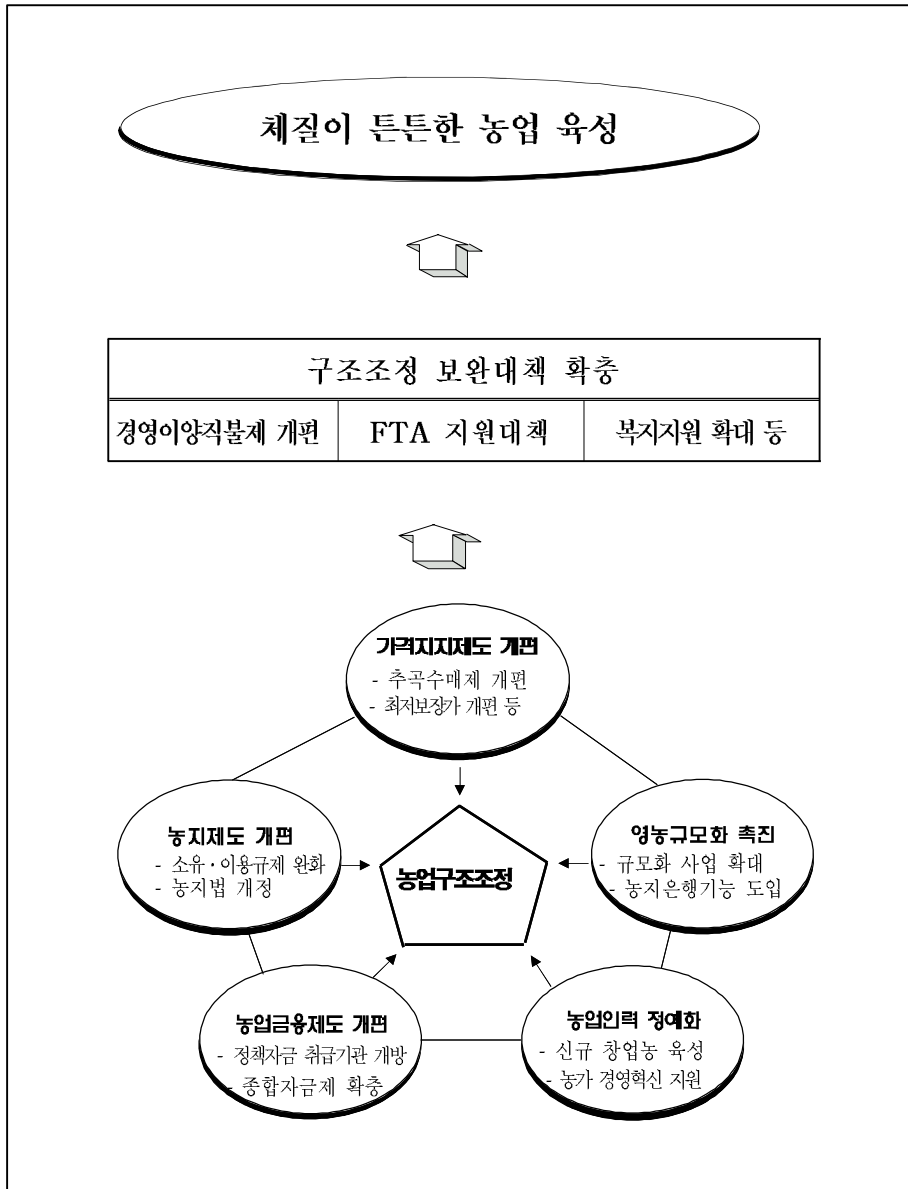 체질이 튼튼한 농업 육성
구조조정 보완대책 확충
경영이양직불제 개편
FTA 지원대책
복지지원 확대 등
가격지지제도 개편
- 추곡수매제 개편
- 최저보장가 개편 등
농지제도 개편
- 소유·이용규제 완화
- 농지법 개정
영농규모화 촉진
- 규모화 사업 확대
- 농지은행기능 도입
농업구조조정
농업금융제도 개편
- 정책자금 취급기관 개방
- 종합자금제 확충
농업인력 정예화
- 신규 창업농 육성
- 농가 경영혁신 지원